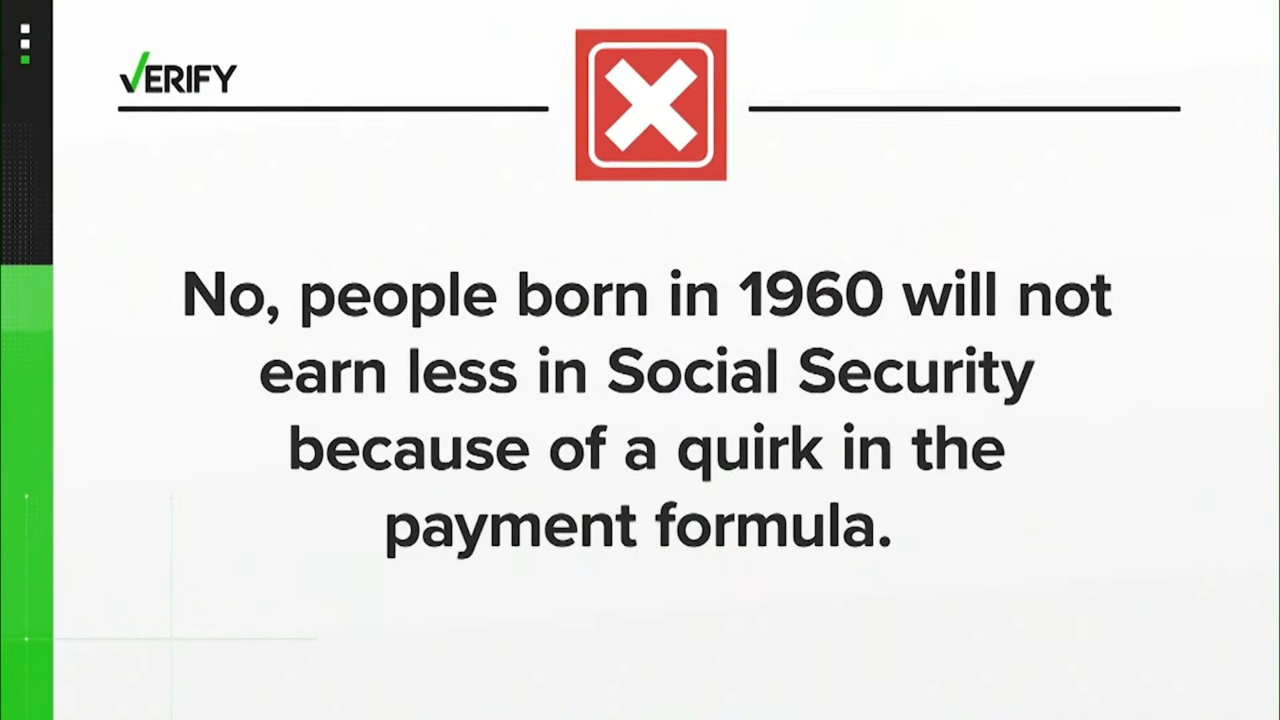 VERIFY
No, people born in 1960 will not
earn less in Social Security
because of a quirk in the
payment formula.